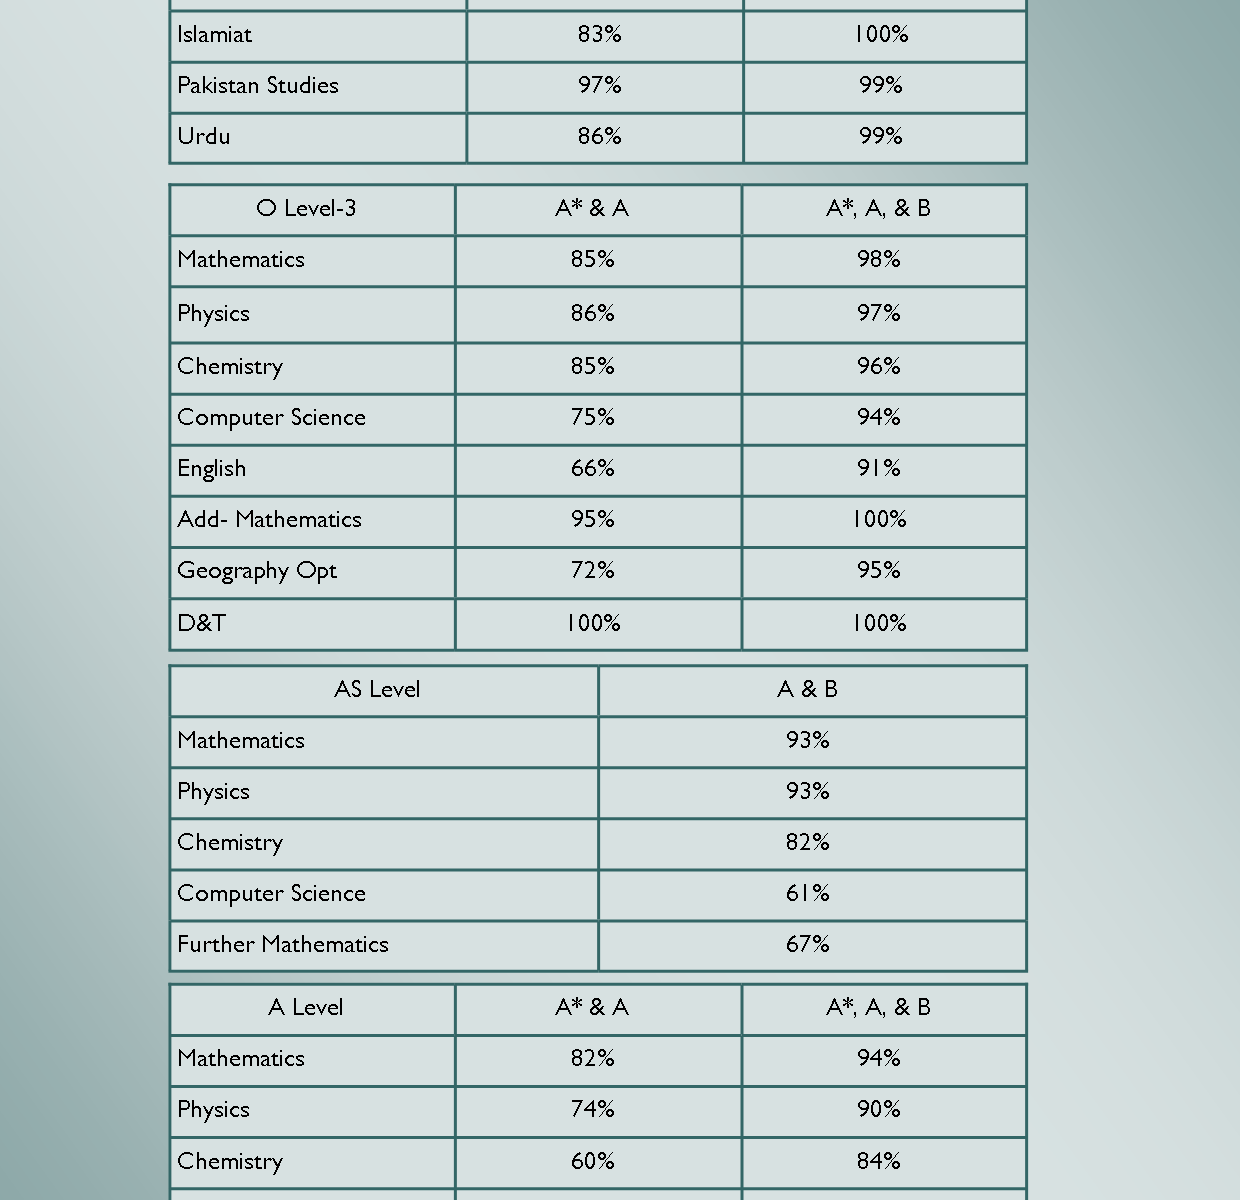 Islamiat 83% 100%
Pakistan Studies 97% 99%
Urdu 86% 99%
O Level-3 A* & A A*, A, & B
Mathematics 85% 98%
Physics 86% 97%
Chemistry 85% 96%
Computer Science 75% 94%
English 66% 91%
Add- Mathematics 95% 100%
Geography Opt 72% 95%
D&T 100% 100%
AS Level A & B
Mathematics 93%
Physics 93%
Chemistry 82%
Computer Science 61%
Further Mathematics 67%
A Level A* & A A*, A, & B
Mathematics 82% 94%
Physics 74% 90%
Chemistry 60% 84%